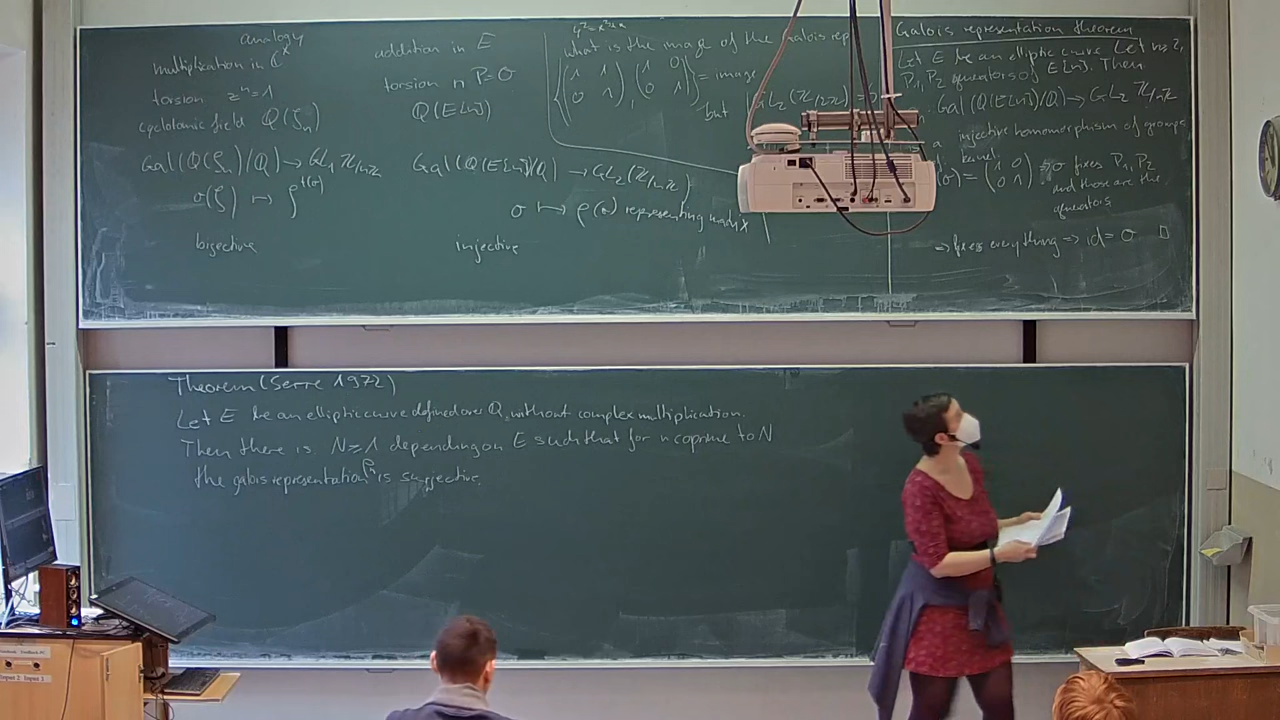 analogy
multiplication in ℂ^x
torsion zⁿ=1
cyclotomic field Q(ζₙ)
Gal(Q(ζₙ)/Q) → GL₁ ℤ/nℤ
σ(ζ) ↦ ρ^t(σ)
bijective
addition in E
torsion n P = O
Q(E[n])
Gal(Q(E[n])/Q) → GL₂(ℤ/nℤ)
σ ↦ ρ(σ) representing matrix
injective
what is the image of the Galois rep
{(1 1 / 0 1), (1 0 / 0 1)} = image
but GL₂(ℤ/2ℤ)
Galois representation theorem
Let E be an elliptic curve Let n≥2,
P₁,P₂ generators of E[n]. Then
Gal(Q(E[n])/Q) → GL₂ ℤ/nℤ
is a injective homomorphism of groups
kernel
(σ) = (1 0 / 0 1) ⇒ σ fixes P₁, P₂
and those are the
generators
⇒ fixes everything ⇒ id = σ □
Theorem (Serre 1972)
Let E be an elliptic curve defined over Q, without complex multiplication.
Then there is N≥1 depending on E such that for n coprime to N
the galois representation ρₙ is surjective.